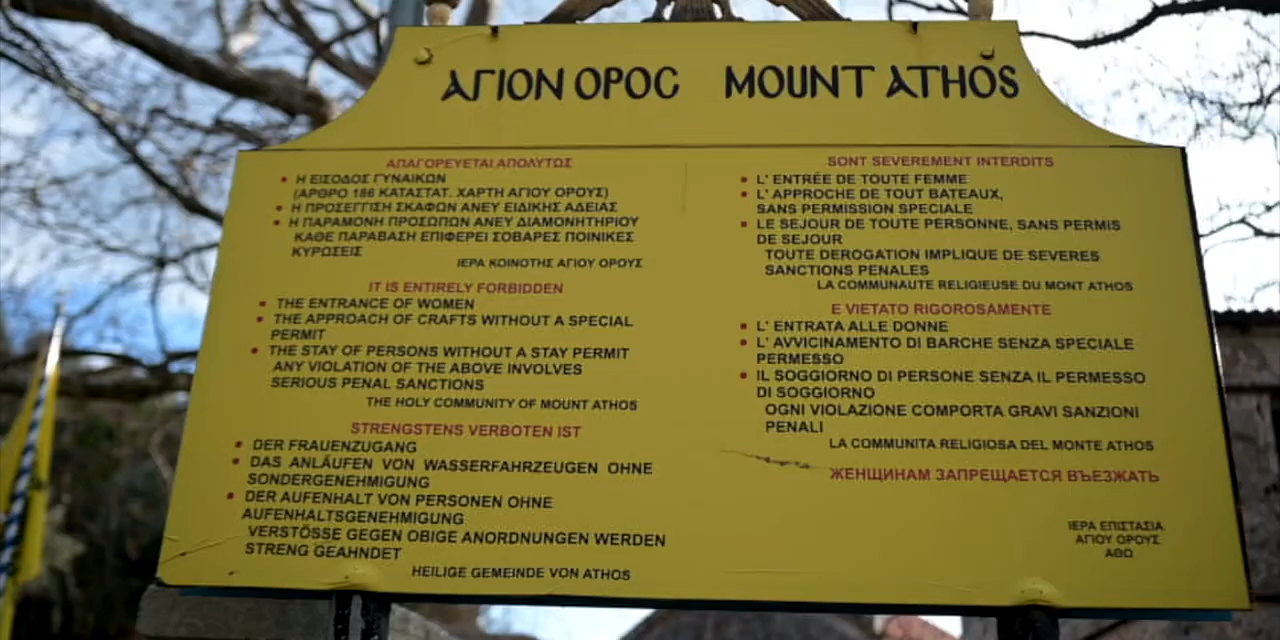 ΑΓΙΟΝ ΟΡΟС MOUNT ATHOS
ΑΠΑΓΟΡΕΥΕΤΑΙ ΑΠΟΛΥΤΩΣ
• Η ΕΙΣΟΔΟΣ ΓΥΝΑΙΚΩΝ
(ΑΡΘΡΟ 186 ΚΑΤΑΣΤΑΤ. ΧΑΡΤΗ ΑΓΙΟΥ ΟΡΟΥΣ)
• Η ΠΡΟΣΕΓΓΙΣΗ ΣΚΑΦΩΝ ΑΝΕΥ ΕΙΔΙΚΗΣ ΑΔΕΙΑΣ
• Η ΠΑΡΑΜΟΝΗ ΠΡΟΣΩΠΩΝ ΑΝΕΥ ΔΙΑΜΟΝΗΤΗΡΙΟΥ
ΚΑΘΕ ΠΑΡΑΒΑΣΗ ΕΠΙΦΕΡΕΙ ΣΟΒΑΡΕΣ ΠΟΙΝΙΚΕΣ
ΚΥΡΩΣΕΙΣ
ΙΕΡΑ ΚΟΙΝΟΤΗΣ ΑΓΙΟΥ ΟΡΟΥΣ
IT IS ENTIRELY FORBIDDEN
• THE ENTRANCE OF WOMEN
• THE APPROACH OF CRAFTS WITHOUT A SPECIAL
PERMIT
• THE STAY OF PERSONS WITHOUT A STAY PERMIT
ANY VIOLATION OF THE ABOVE INVOLVES
SERIOUS PENAL SANCTIONS
THE HOLY COMMUNITY OF MOUNT ATHOS
STRENGSTENS VERBOTEN IST
• DER FRAUENZUGANG
• DAS ANLÄUFEN VON WASSERFAHRZEUGEN OHNE
SONDERGENEHMIGUNG
• DER AUFENHALT VON PERSONEN OHNE
AUFENHALTSGENEHMIGUNG
VERSTÖSSE GEGEN OBIGE ANORDNUNGEN WERDEN
STRENG GEAHNDET
HEILIGE GEMEINDE VON ATHOS
SONT SEVEREMENT INTERDITS
• L' ENTRÉE DE TOUTE FEMME
• L' APPROCHE DE TOUT BATEAUX,
SANS PERMISSION SPECIALE
• LE SEJOUR DE TOUTE PERSONNE, SANS PERMIS
DE SEJOUR
TOUTE DEROGATION IMPLIQUE DE SEVERES
SANCTIONS PENALES
LA COMMUNAUTE RELIGIEUSE DU MONT ATHOS
E VIETATO RIGOROSAMENTE
• L' ENTRATA ALLE DONNE
• L' AVVICINAMENTO DI BARCHE SENZA SPECIALE
PERMESSO
• IL SOGGIORNO DI PERSONE SENZA IL PERMESSO
DI SOGGIORNO
OGNI VIOLAZIONE COMPORTA GRAVI SANZIONI
PENALI
LA COMMUNITA RELIGIOSA DEL MONTE ATHOS
ЖЕНЩИНАМ ЗАПРЕЩАЕТСЯ ВЪЕЗЖАТЬ
ΙΕΡΑ ΕΠΙΣΤΑΣΙΑ
ΑΓΙΟΥ ΟΡΟΥΣ
ΑΘΩ